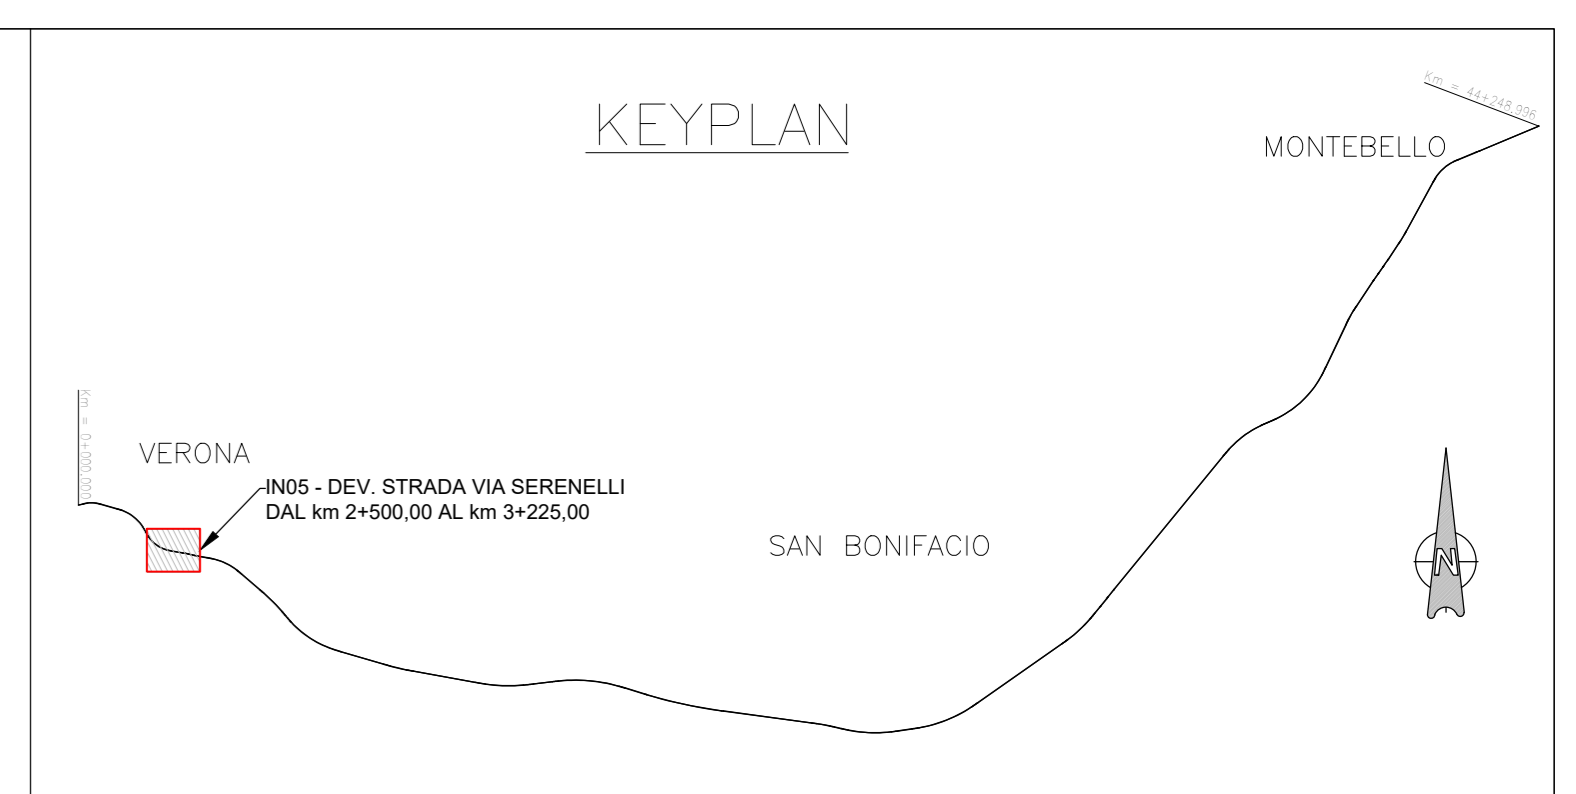 KEYPLAN
Km = 44+248.996
MONTEBELLO
Km = 0+000.000
VERONA
IN05 - DEV. STRADA VIA SERENELLI
DAL km 2+500,00 AL km 3+225,00
SAN BONIFACIO
N